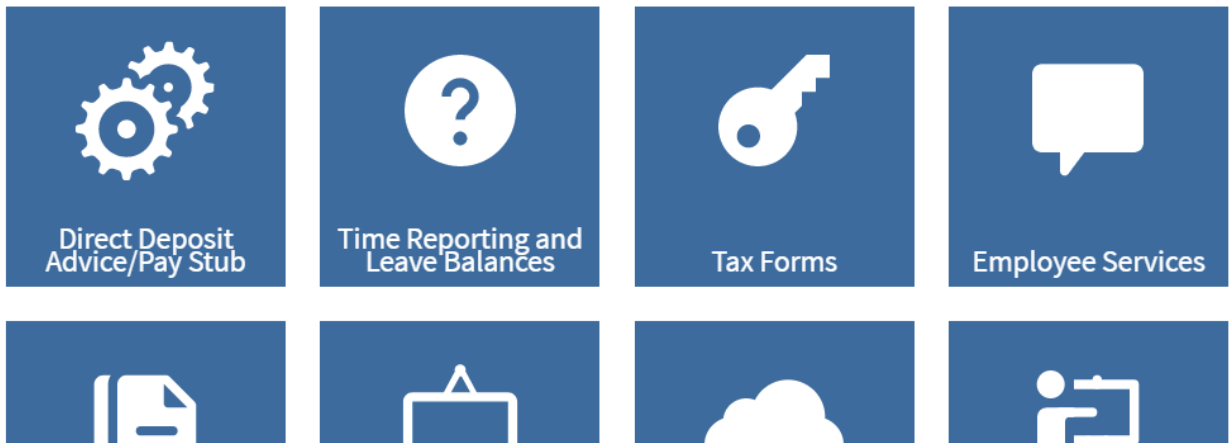 Direct Deposit
Advice/Pay Stub
Time Reporting and
Leave Balances
Tax Forms
Employee Services